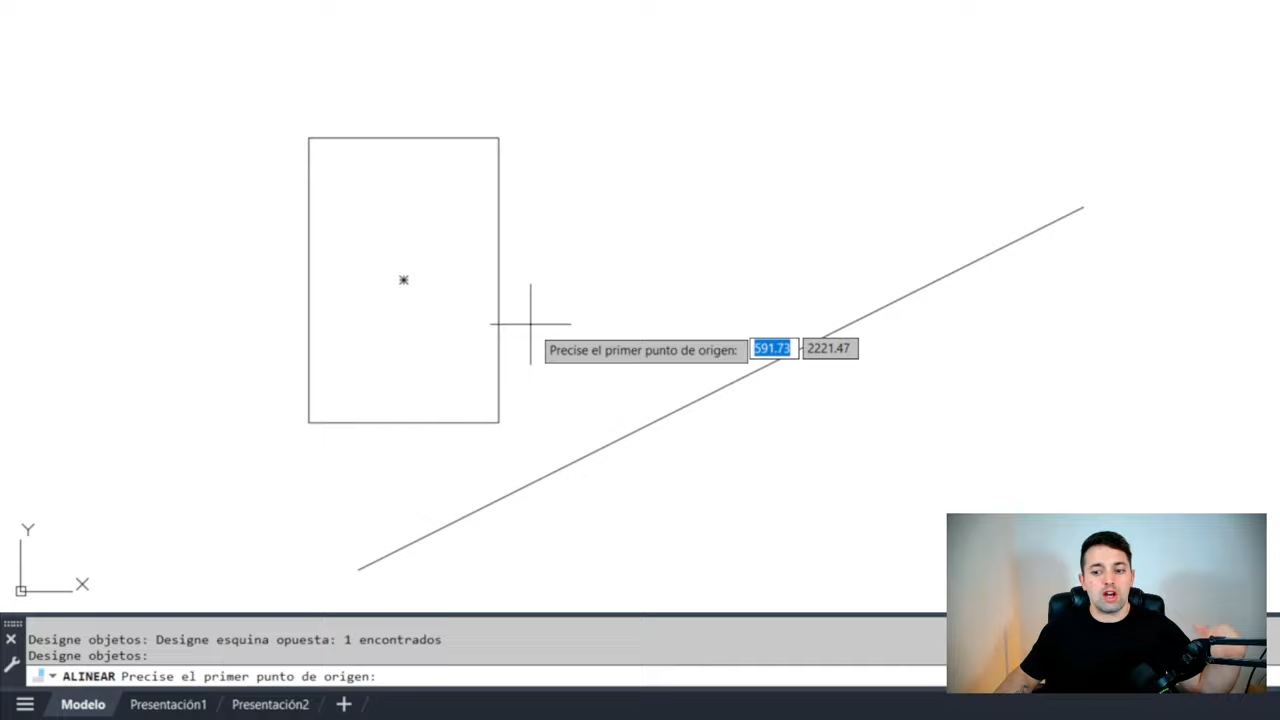 Precise el primer punto de origen: 591.73 2221.47
Y
X
Designe objetos: Designe esquina opuesta: 1 encontrados
Designe objetos:
ALINEAR Precise el primer punto de origen:
Modelo Presentación1 Presentación2 +